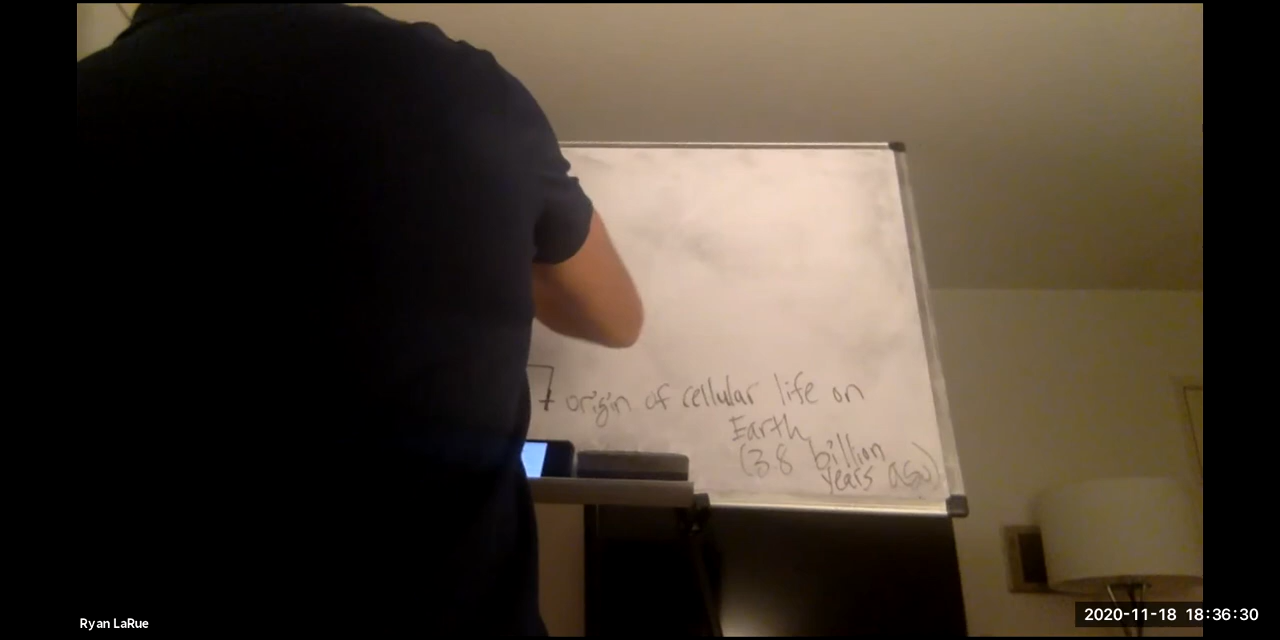 origin of cellular life on
Earth
(3.8 billion
years ago)
Ryan LaRue
2020-11-18 18:36:30